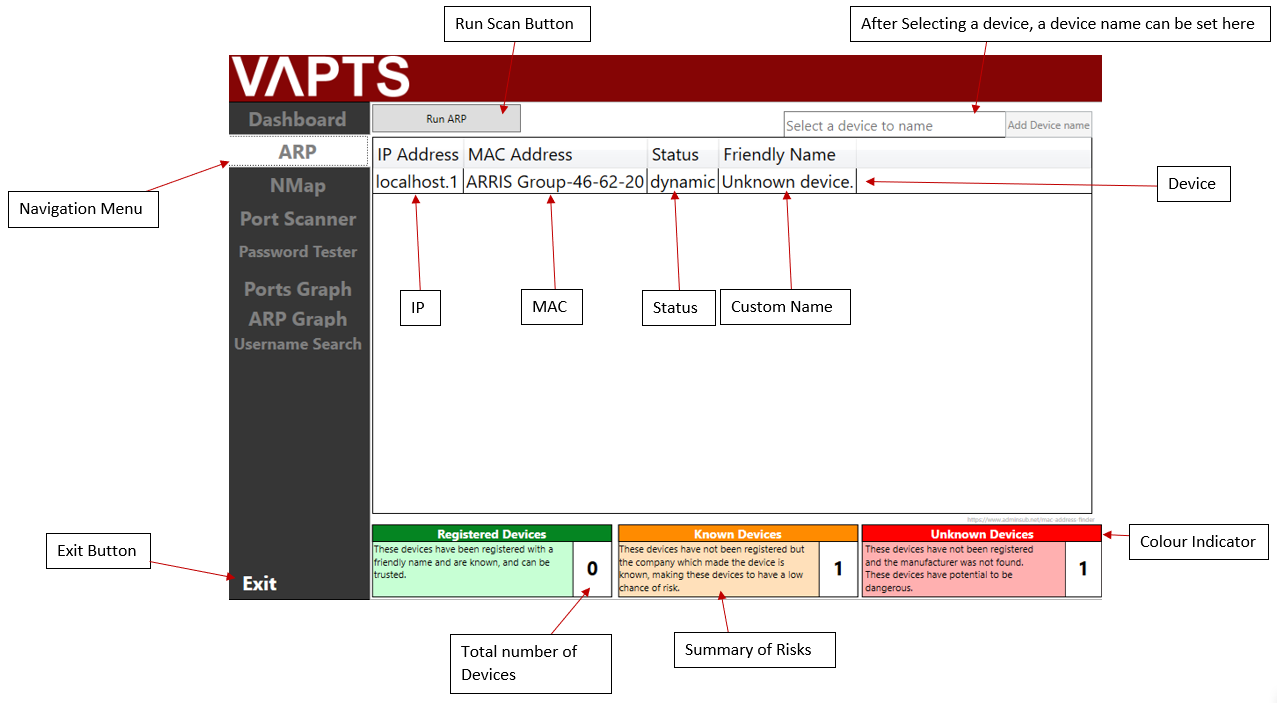 Run Scan Button
After Selecting a device, a device name can be set here
VAPTS
Dashboard
ARP
NMap
Port Scanner
Password Tester
Ports Graph
ARP Graph
Username Search
Exit
Run ARP
Select a device to name
Add Device name
IP Address
MAC Address
Status
Friendly Name
localhost.1
ARRIS Group-46-62-20
dynamic
Unknown device.
Navigation Menu
Device
IP
MAC
Status
Custom Name
https://www.adminsub.net/mac-address-finder
Registered Devices
These devices have been registered with a
friendly name and are known, and can be
trusted.
0
Known Devices
These devices have not been registered but
the company which made the device is
known, making these devices to have a low
chance of risk.
1
Unknown Devices
These devices have not been registered
and the manufacturer was not found.
These devices have potential to be
dangerous.
1
Exit Button
Colour Indicator
Total number of
Devices
Summary of Risks